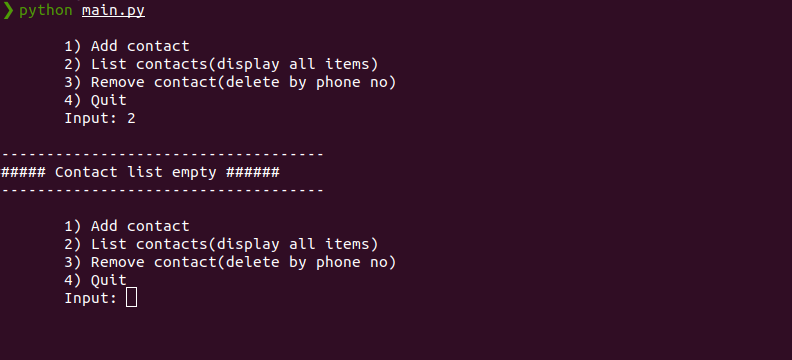 ❯ python main.py
1) Add contact
2) List contacts(display all items)
3) Remove contact(delete by phone no)
4) Quit
Input: 2
------------------------------------
##### Contact list empty ######
------------------------------------
1) Add contact
2) List contacts(display all items)
3) Remove contact(delete by phone no)
4) Quit
Input: